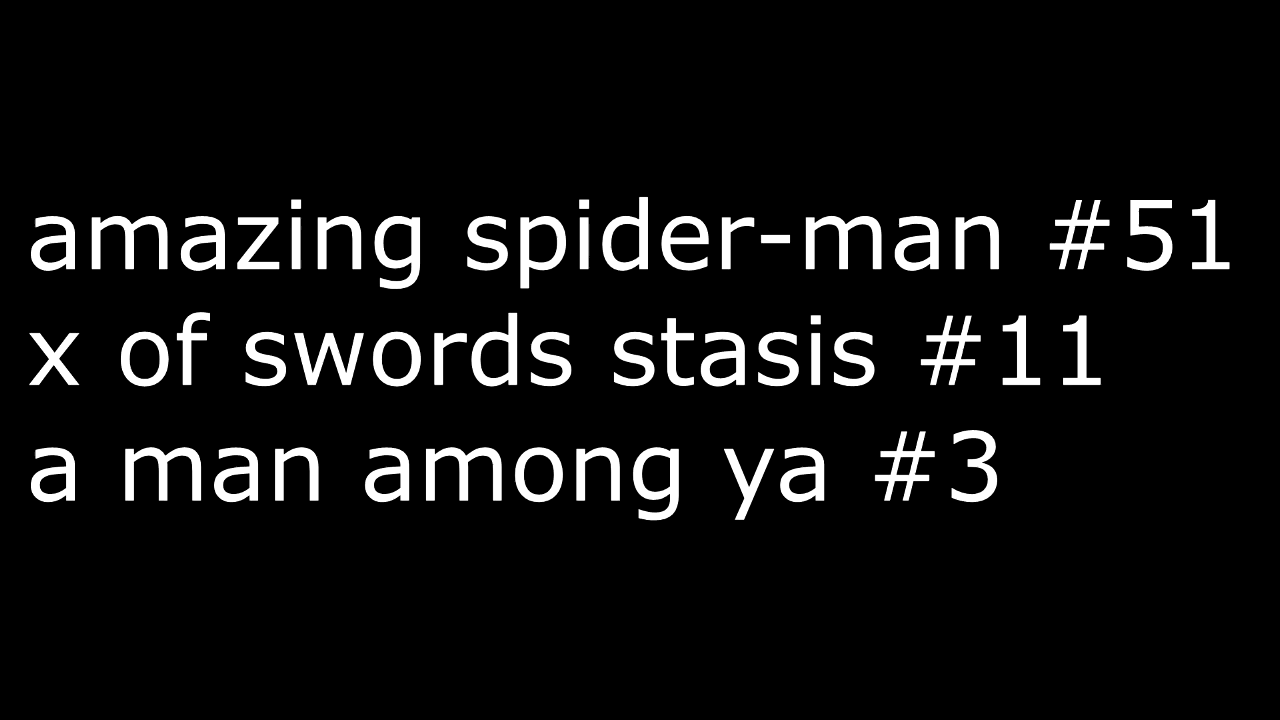 amazing spider-man #51
x of swords stasis #11
a man among ya #3